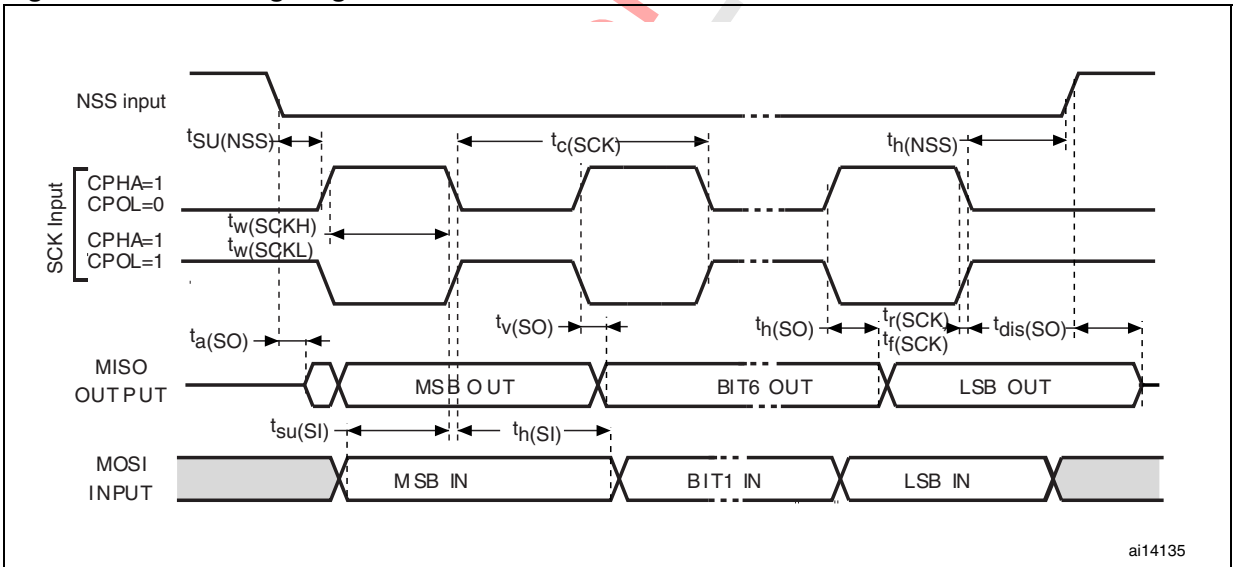 NSS input
tSU(NSS)
tc(SCK)
th(NSS)
SCK Input
CPHA=1
CPOL=0
tw(SCKH)
tw(SCKL)
CPHA=1
CPOL=1
ta(SO)
tv(SO)
th(SO)
tr(SCK)
tf(SCK)
tdis(SO)
MISO
OUTPUT
MSB OUT
BIT6 OUT
LSB OUT
tsu(SI)
th(SI)
MOSI
INPUT
MSB IN
BIT1 IN
LSB IN
ai14135